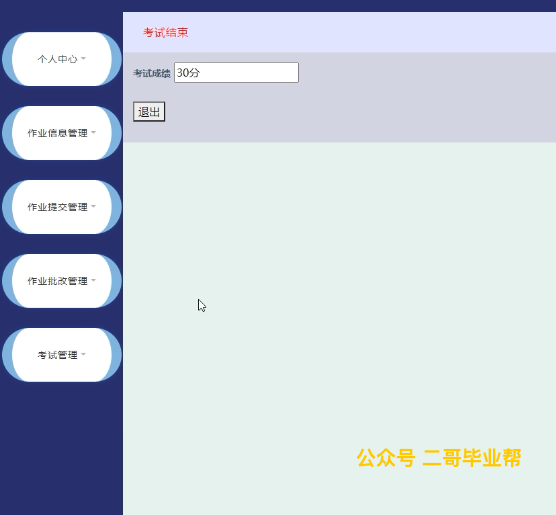 考试结束
考试成绩 30分
退出
个人中心
作业信息管理
作业提交管理
作业批改管理
考试管理
公众号 二哥毕业帮